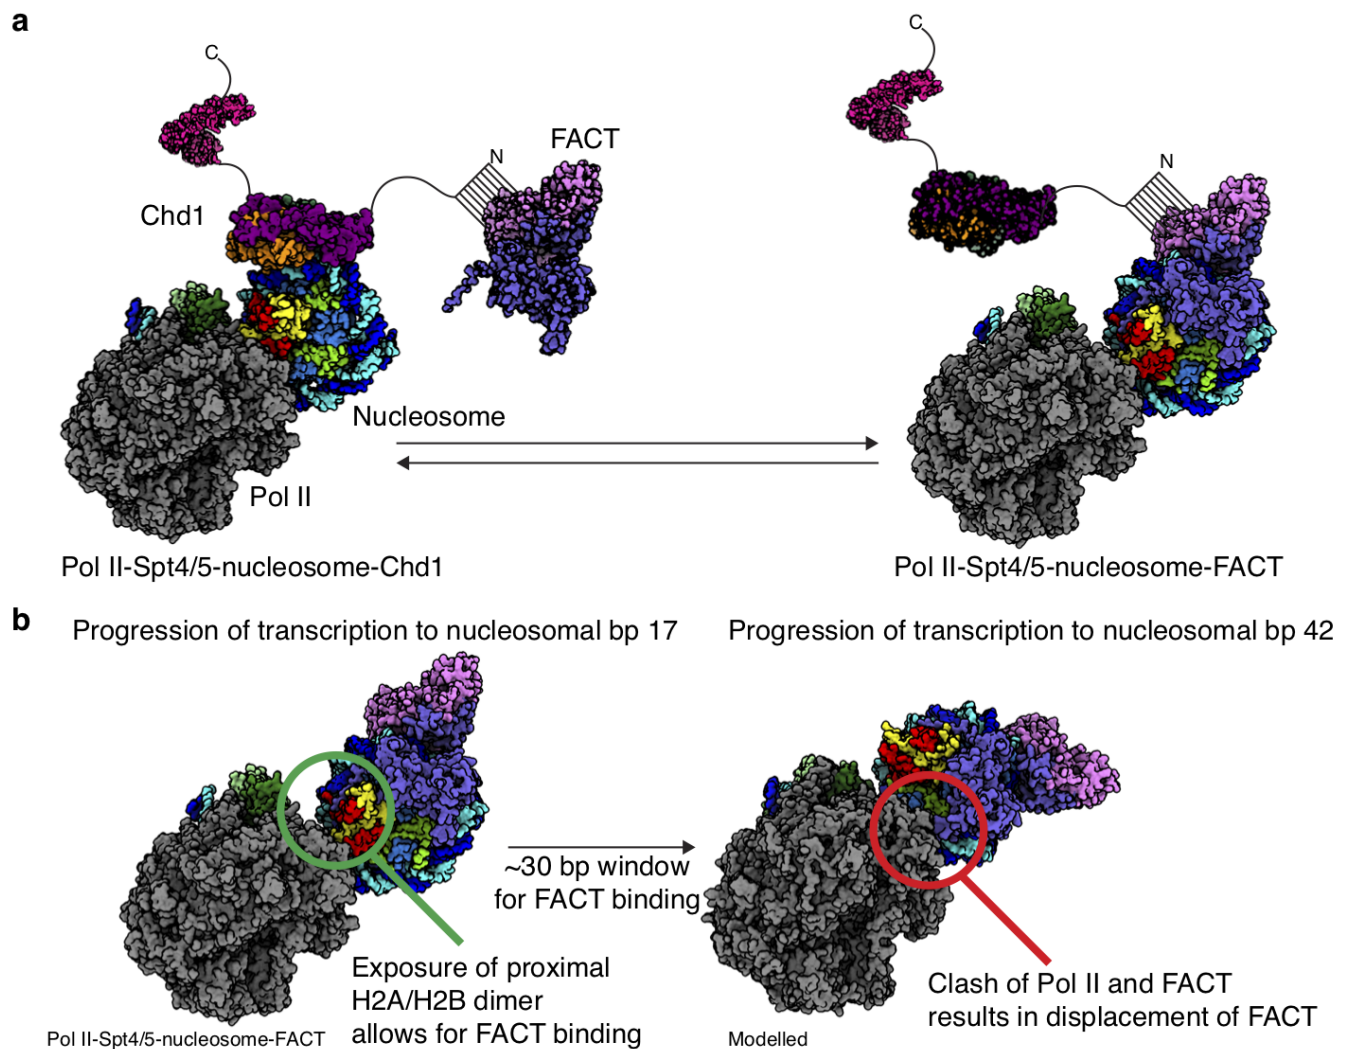 a
C
C
N
FACT
N
Chd1
Nucleosome
Pol II
Pol II-Spt4/5-nucleosome-Chd1
Pol II-Spt4/5-nucleosome-FACT
b
Progression of transcription to nucleosomal bp 17
Progression of transcription to nucleosomal bp 42
~30 bp window
for FACT binding
Exposure of proximal
H2A/H2B dimer
allows for FACT binding
Clash of Pol II and FACT
results in displacement of FACT
Pol II-Spt4/5-nucleosome-FACT
Modelled